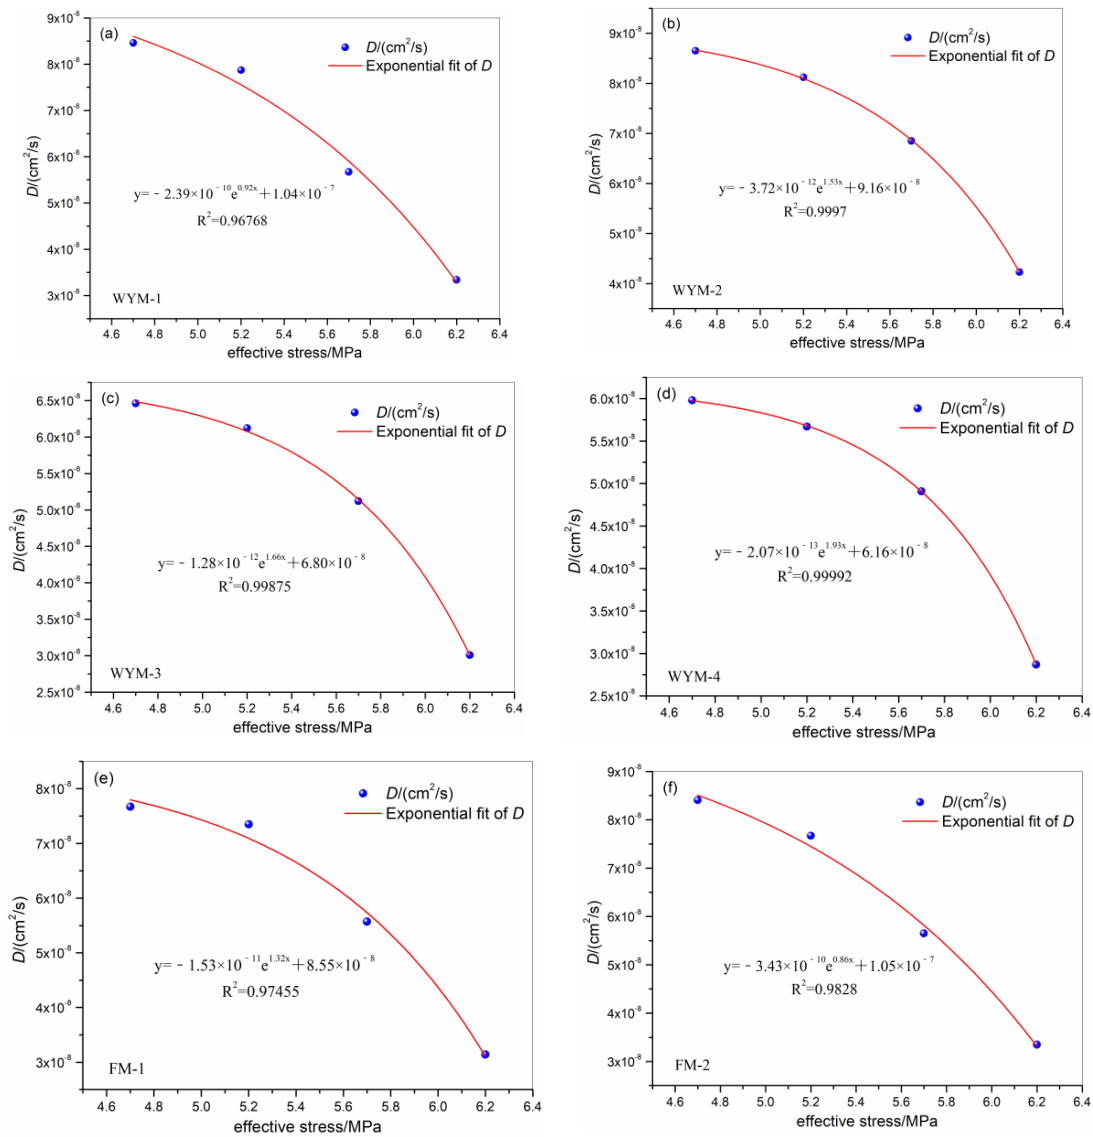 (a)
D/(cm²/s)
Exponential fit of D
9x10⁻⁸
8x10⁻⁸
7x10⁻⁸
6x10⁻⁸
5x10⁻⁸
4x10⁻⁸
3x10⁻⁸
D/(cm²/s)
y=﹣2.39×10⁻¹⁰e^0.92x+1.04×10⁻⁷
R²=0.96768
WYM-1
4.6 4.8 5.0 5.2 5.4 5.6 5.8 6.0 6.2 6.4
effective stress/MPa
(b)
D/(cm²/s)
Exponential fit of D
9x10⁻⁸
8x10⁻⁸
7x10⁻⁸
6x10⁻⁸
5x10⁻⁸
4x10⁻⁸
D/(cm²/s)
y=﹣3.72×10⁻¹²e^1.53x+9.16×10⁻⁸
R²=0.9997
WYM-2
4.6 4.8 5.0 5.2 5.4 5.6 5.8 6.0 6.2 6.4
effective stress/MPa
(c)
D/(cm²/s)
Exponential fit of D
6.5x10⁻⁸
6.0x10⁻⁸
5.5x10⁻⁸
5.0x10⁻⁸
4.5x10⁻⁸
4.0x10⁻⁸
3.5x10⁻⁸
3.0x10⁻⁸
2.5x10⁻⁸
D/(cm²/s)
y=﹣1.28×10⁻¹²e^1.66x+6.80×10⁻⁸
R²=0.99875
WYM-3
4.6 4.8 5.0 5.2 5.4 5.6 5.8 6.0 6.2 6.4
effective stress/MPa
(d)
D/(cm²/s)
Exponential fit of D
6.0x10⁻⁸
5.5x10⁻⁸
5.0x10⁻⁸
4.5x10⁻⁸
4.0x10⁻⁸
3.5x10⁻⁸
3.0x10⁻⁸
2.5x10⁻⁸
D/(cm²/s)
y=﹣2.07×10⁻¹³e^1.93x+6.16×10⁻⁸
R²=0.99992
WYM-4
4.6 4.8 5.0 5.2 5.4 5.6 5.8 6.0 6.2 6.4
effective stress/MPa
(e)
D/(cm²/s)
Exponential fit of D
8x10⁻⁸
7x10⁻⁸
6x10⁻⁸
5x10⁻⁸
4x10⁻⁸
3x10⁻⁸
D/(cm²/s)
y=﹣1.53×10⁻¹¹e^1.32x+8.55×10⁻⁸
R²=0.97455
FM-1
4.6 4.8 5.0 5.2 5.4 5.6 5.8 6.0 6.2 6.4
effective stress/MPa
(f)
D/(cm²/s)
Exponential fit of D
9x10⁻⁸
8x10⁻⁸
7x10⁻⁸
6x10⁻⁸
5x10⁻⁸
4x10⁻⁸
3x10⁻⁸
D/(cm²/s)
y=﹣3.43×10⁻¹⁰e^0.86x+1.05×10⁻⁷
R²=0.9828
FM-2
4.6 4.8 5.0 5.2 5.4 5.6 5.8 6.0 6.2 6.4
effective stress/MPa